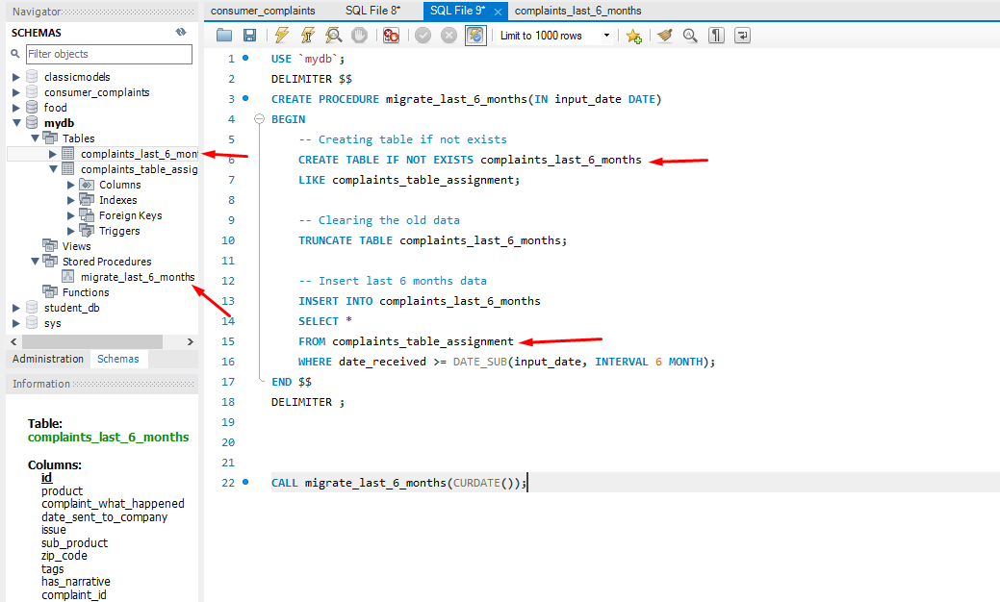 Navigator
SCHEMAS
Filter objects
classicmodels
consumer_complaints
food
mydb
Tables
complaints_last_6_mon
complaints_table_assig
Columns
Indexes
Foreign Keys
Triggers
Views
Stored Procedures
migrate_last_6_months
Functions
student_db
sys
Administration Schemas
Information
Table:
complaints_last_6_months
Columns:
id
product
complaint_what_happened
date_sent_to_company
issue
sub_product
zip_code
tags
has_narrative
complaint_id
consumer_complaints SQL File 8* SQL File 9* complaints_last_6_months
Limit to 1000 rows
1 USE `mydb`;
2 DELIMITER $$
3 CREATE PROCEDURE migrate_last_6_months(IN input_date DATE)
4 BEGIN
5 -- Creating table if not exists
6 CREATE TABLE IF NOT EXISTS complaints_last_6_months
7 LIKE complaints_table_assignment;
8
9 -- Clearing the old data
10 TRUNCATE TABLE complaints_last_6_months;
11
12 -- Insert last 6 months data
13 INSERT INTO complaints_last_6_months
14 SELECT *
15 FROM complaints_table_assignment
16 WHERE date_received >= DATE_SUB(input_date, INTERVAL 6 MONTH);
17 END $$
18 DELIMITER ;
19
20
21
22 CALL migrate_last_6_months(CURDATE());